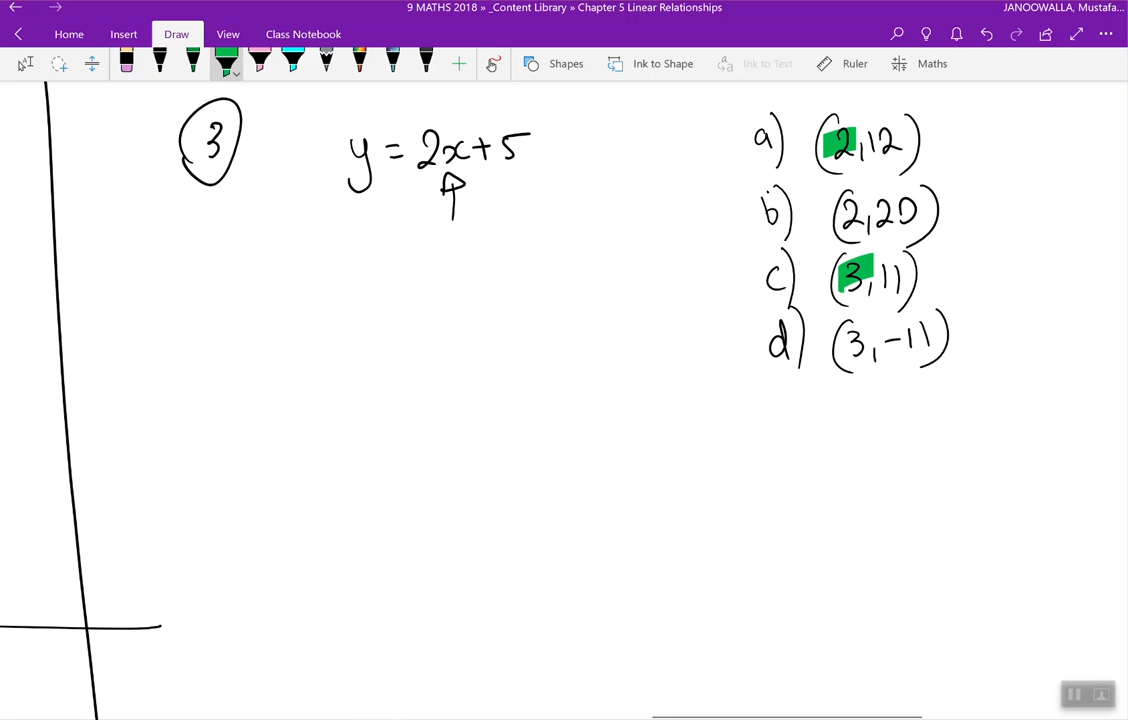 9 MATHS 2018 » _Content Library » Chapter 5 Linear Relationships
JANOOWALLA, Mustafa...
Home Insert Draw View Class Notebook
Shapes Ink to Shape Ink to Text Ruler Maths
3
y = 2x + 5
a) (2, 12)
b) (2, 20)
c) (3, 11)
d) (3, -11)